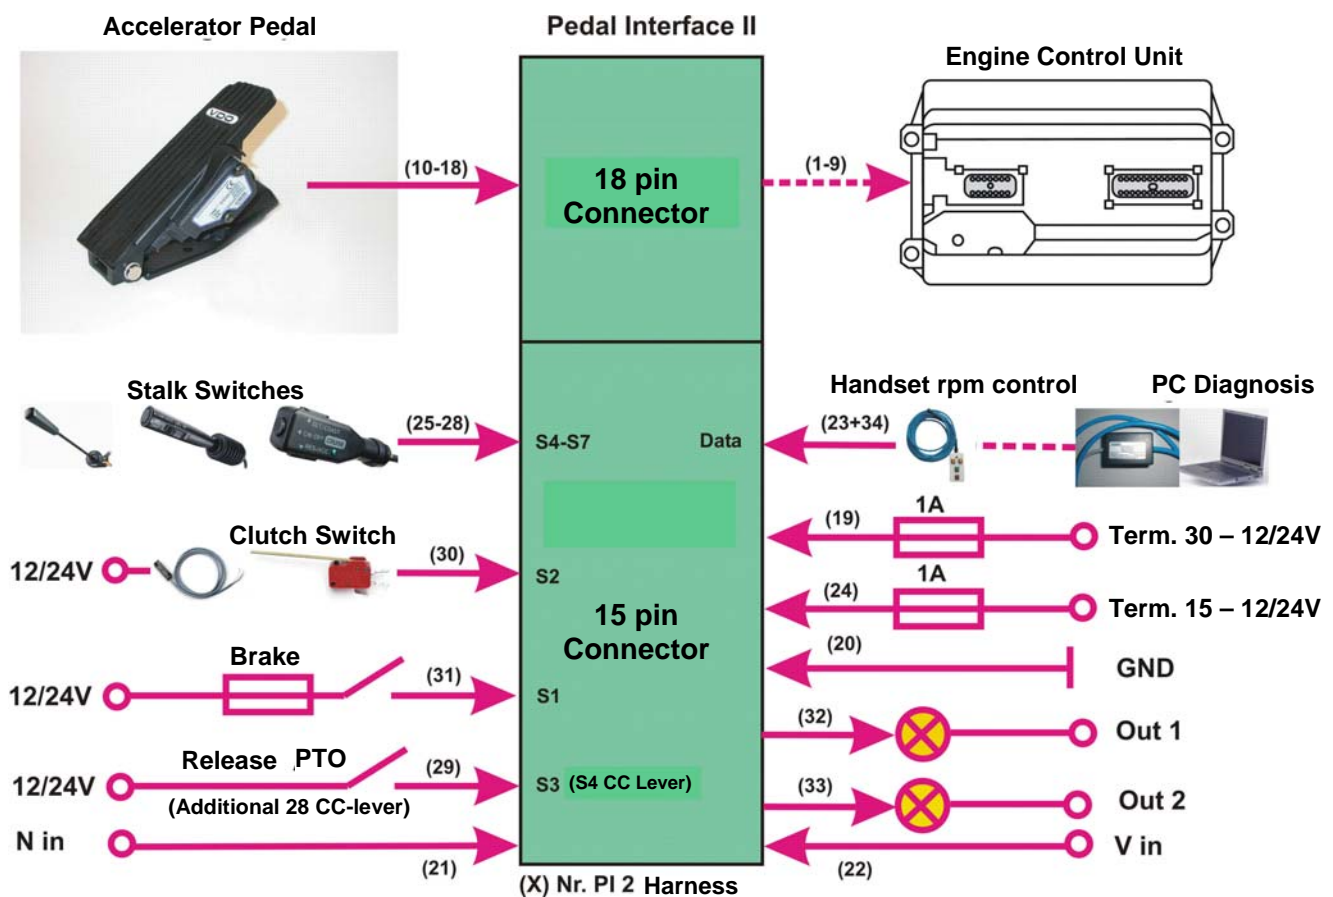 Accelerator Pedal
Pedal Interface II
Engine Control Unit
VDO
(10-18)
18 pin
Connector
(1-9)
Stalk Switches
(25-28)
S4-S7
Data
Handset rpm control
PC Diagnosis
(23+34)
Clutch Switch
12/24V
(30)
S2
(19)
1A
Term. 30 – 12/24V
(24)
1A
Term. 15 – 12/24V
15 pin
Connector
(20)
GND
Brake
12/24V
(31)
S1
(32)
Out 1
Release PTO
12/24V
(29)
(Additional 28 CC-lever)
S3 (S4 CC Lever)
(33)
Out 2
N in
(21)
(22)
V in
(X) Nr. PI 2 Harness